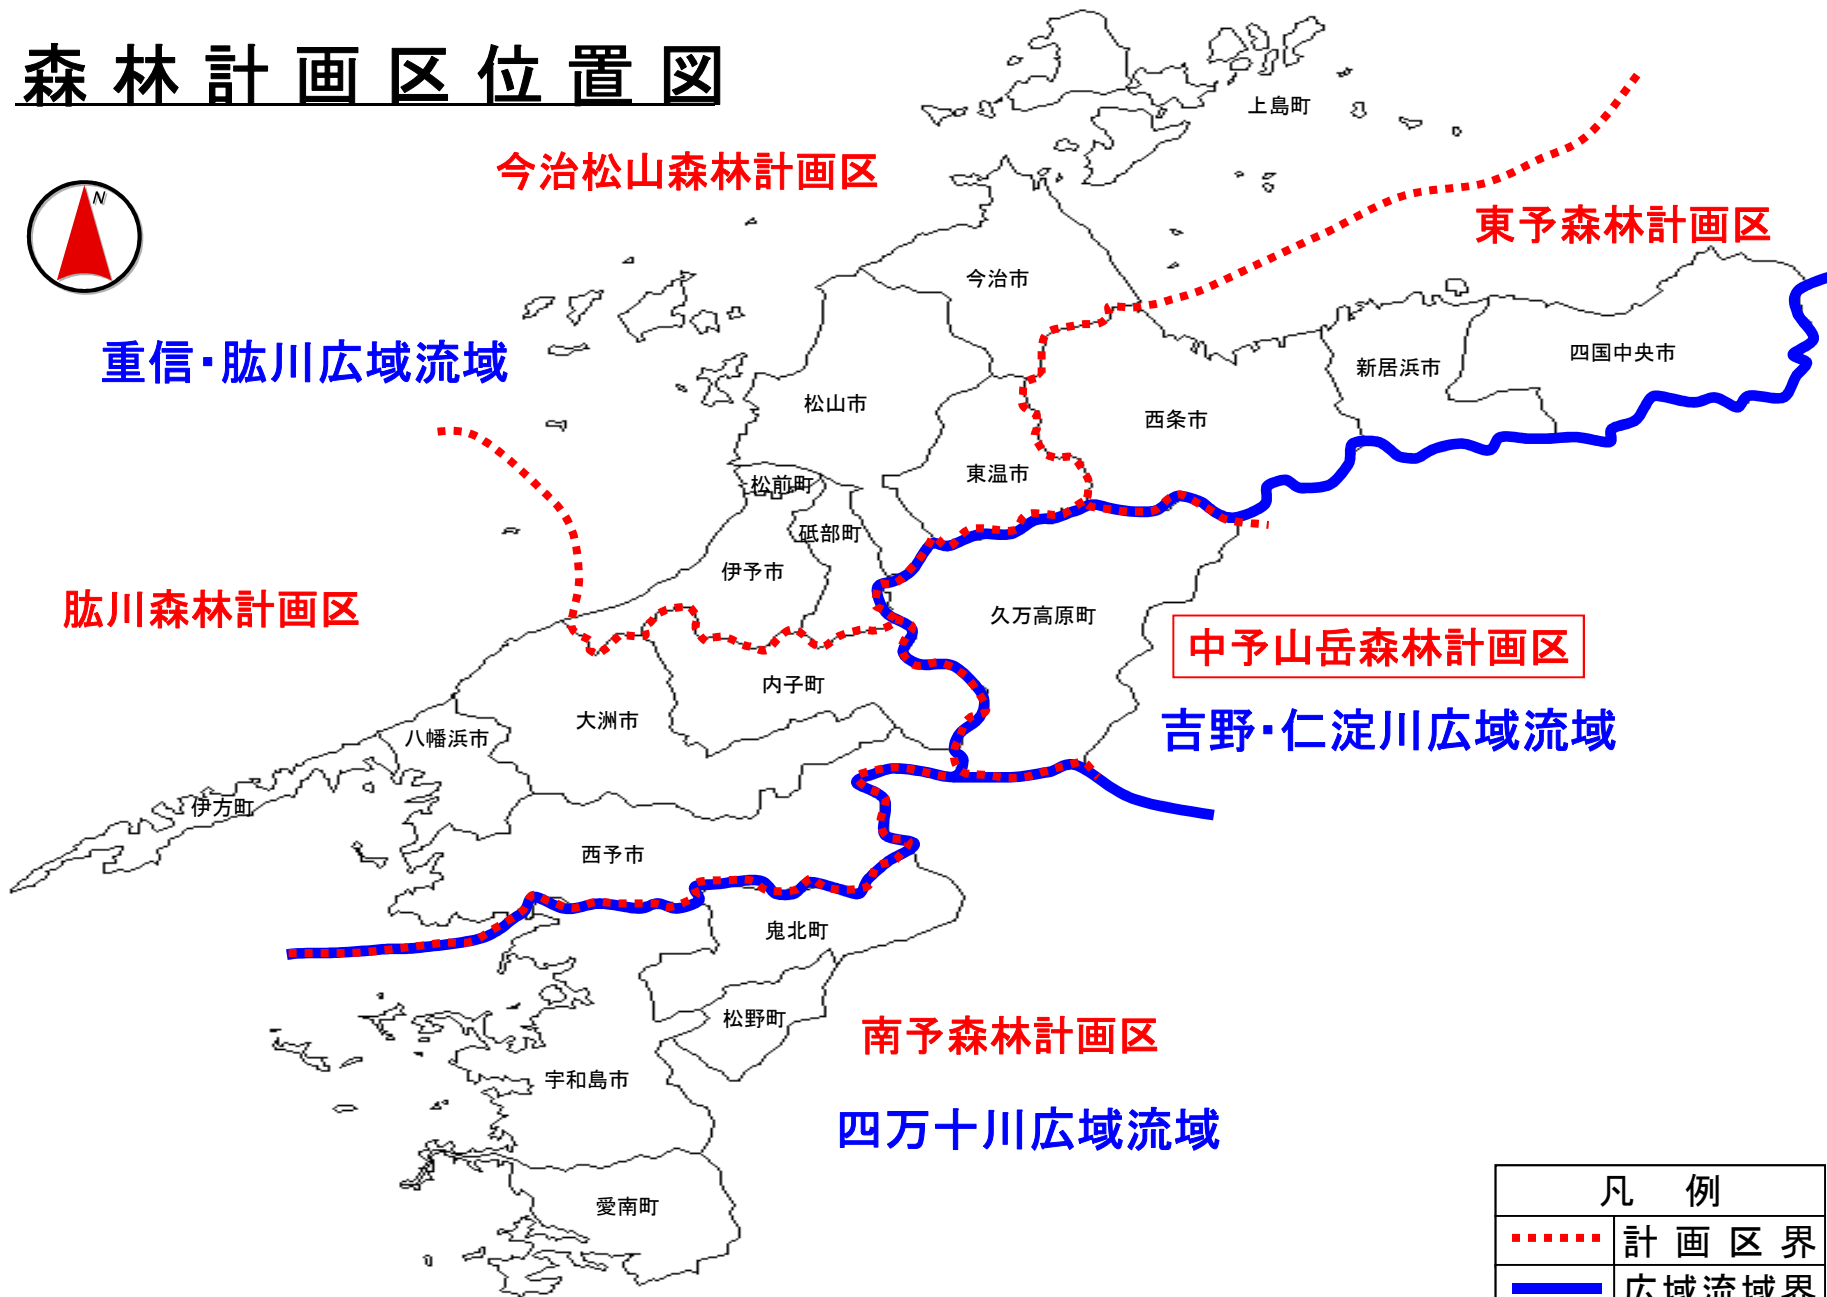 森林計画区位置図
N
上島町
今治松山森林計画区
東予森林計画区
今治市
重信・肱川広域流域
四国中央市
新居浜市
松山市
西条市
東温市
松前町
砥部町
伊予市
肱川森林計画区
久万高原町
中予山岳森林計画区
内子町
大洲市
吉野・仁淀川広域流域
八幡浜市
伊方町
西予市
鬼北町
松野町
南予森林計画区
宇和島市
四万十川広域流域
愛南町
凡 例
計画区界
広域流域界